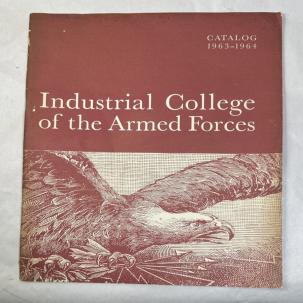 CATALOG
1963-1964
Industrial College
of the Armed Forces